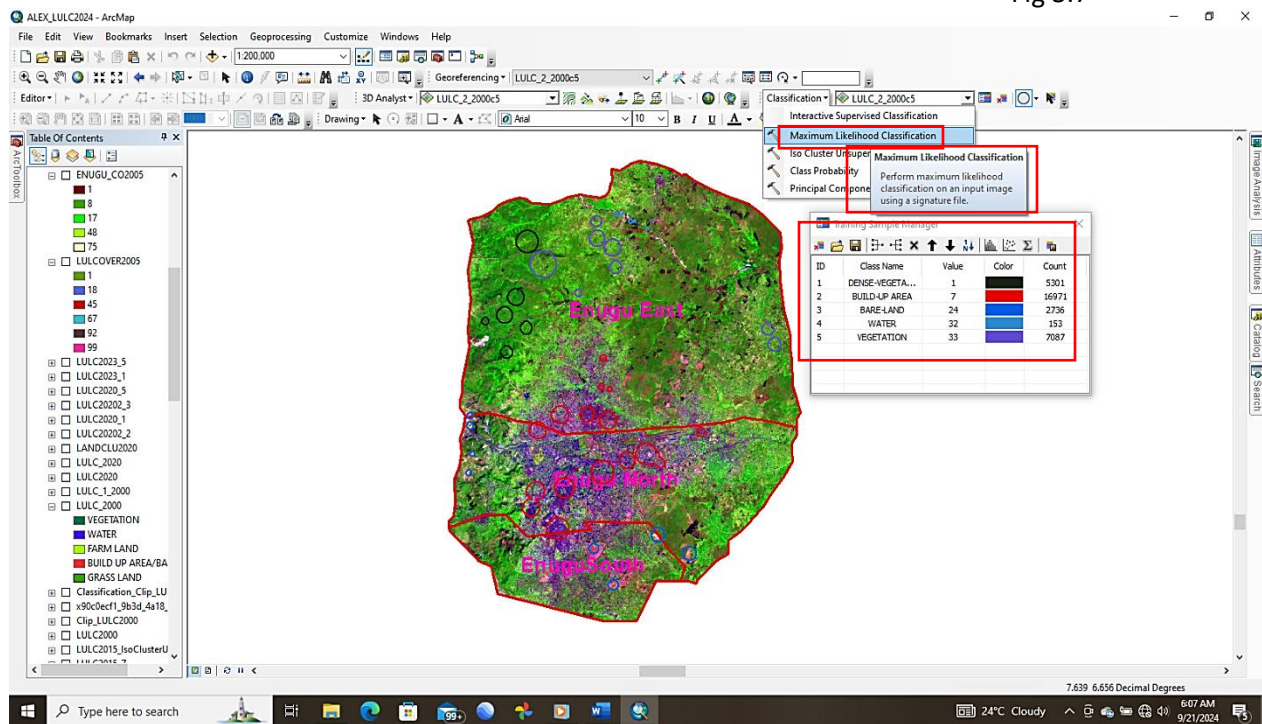 Fig 3.7
ALEX_LULC2024 - ArcMap
File Edit View Bookmarks Insert Selection Geoprocessing Customize Windows Help
1:200,000
Georeferencing LULC_2_2000c5
Editor 3D Analyst LULC_2_2000c5 Classification LULC_2_2000c5
Drawing A Arial 10 B I U A
Interactive Supervised Classification
Maximum Likelihood Classification
Iso Cluster Unsuper
Class Probability
Principal Compone
Maximum Likelihood Classification
Perform maximum likelihood
classification on an input image
using a signature file.
Training Sample Manager
ID Class Name Value Color Count
1 DENSE-VEGETA... 1 5301
2 BUILD-UP AREA 7 16971
3 BARE-LAND 24 2736
4 WATER 32 153
5 VEGETATION 33 7087
Table Of Contents
ArcToolbox
ENUGU_CO2005
1
8
17
48
75
LULCOVER2005
1
18
45
67
92
99
LULC2023_5
LULC2023_1
LULC2020_5
LULC20202_3
LULC2020_1
LULC20202_2
LANDCLU2020
LULC_2020
LULC2020
LULC_1_2000
LULC_2000
VEGETATION
WATER
FARM LAND
BUILD UP AREA/BA
GRASS LAND
Classification_Clip_LU
x90c0ecf1_9b3d_4a18_
Clip_LULC2000
LULC2000
LULC2015_IsoClusterU
Enugu East
Enugu North
EnuguSouth
Image Analysis
Attributes
Catalog
Search
7.639 6.656 Decimal Degrees
Type here to search
99+
24°C Cloudy
6:07 AM
9/21/2024